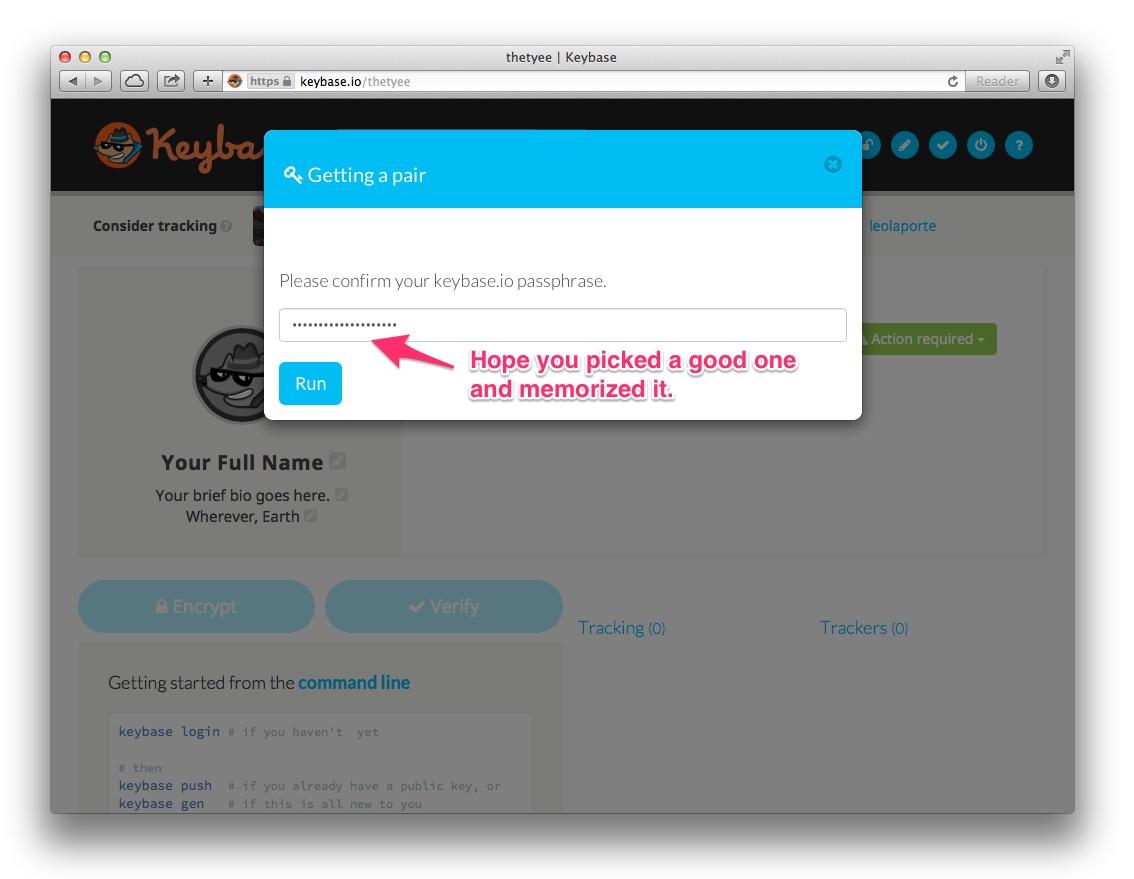 thetyee | Keybase
https keybase.io/thetyee
Reader
Keyba
?
Getting a pair
Consider tracking ?
leolaporte
Please confirm your keybase.io passphrase.
••••••••••••••••••••
Action required
Hope you picked a good one
and memorized it.
Run
Your Full Name
Your brief bio goes here.
Wherever, Earth
Encrypt
Verify
Tracking (0)
Trackers (0)
Getting started from the command line
keybase login # if you haven't yet
# then
keybase push # if you already have a public key, or
keybase gen # if this is all new to you